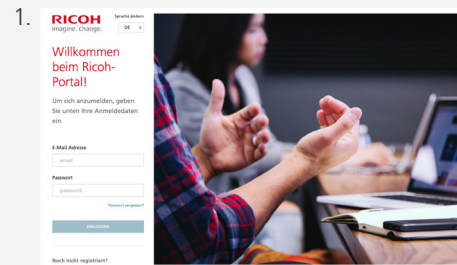 1.
RICOH
imagine. change.
Sprache ändern
DE
Willkommen
beim Ricoh-
Portal!
Um sich anzumelden, geben
Sie unten Ihre Anmeldedaten
ein
E-Mail Adresse
email
Passwort
password
Passwort vergessen?
EINLOGGEN
Noch nicht registriert?